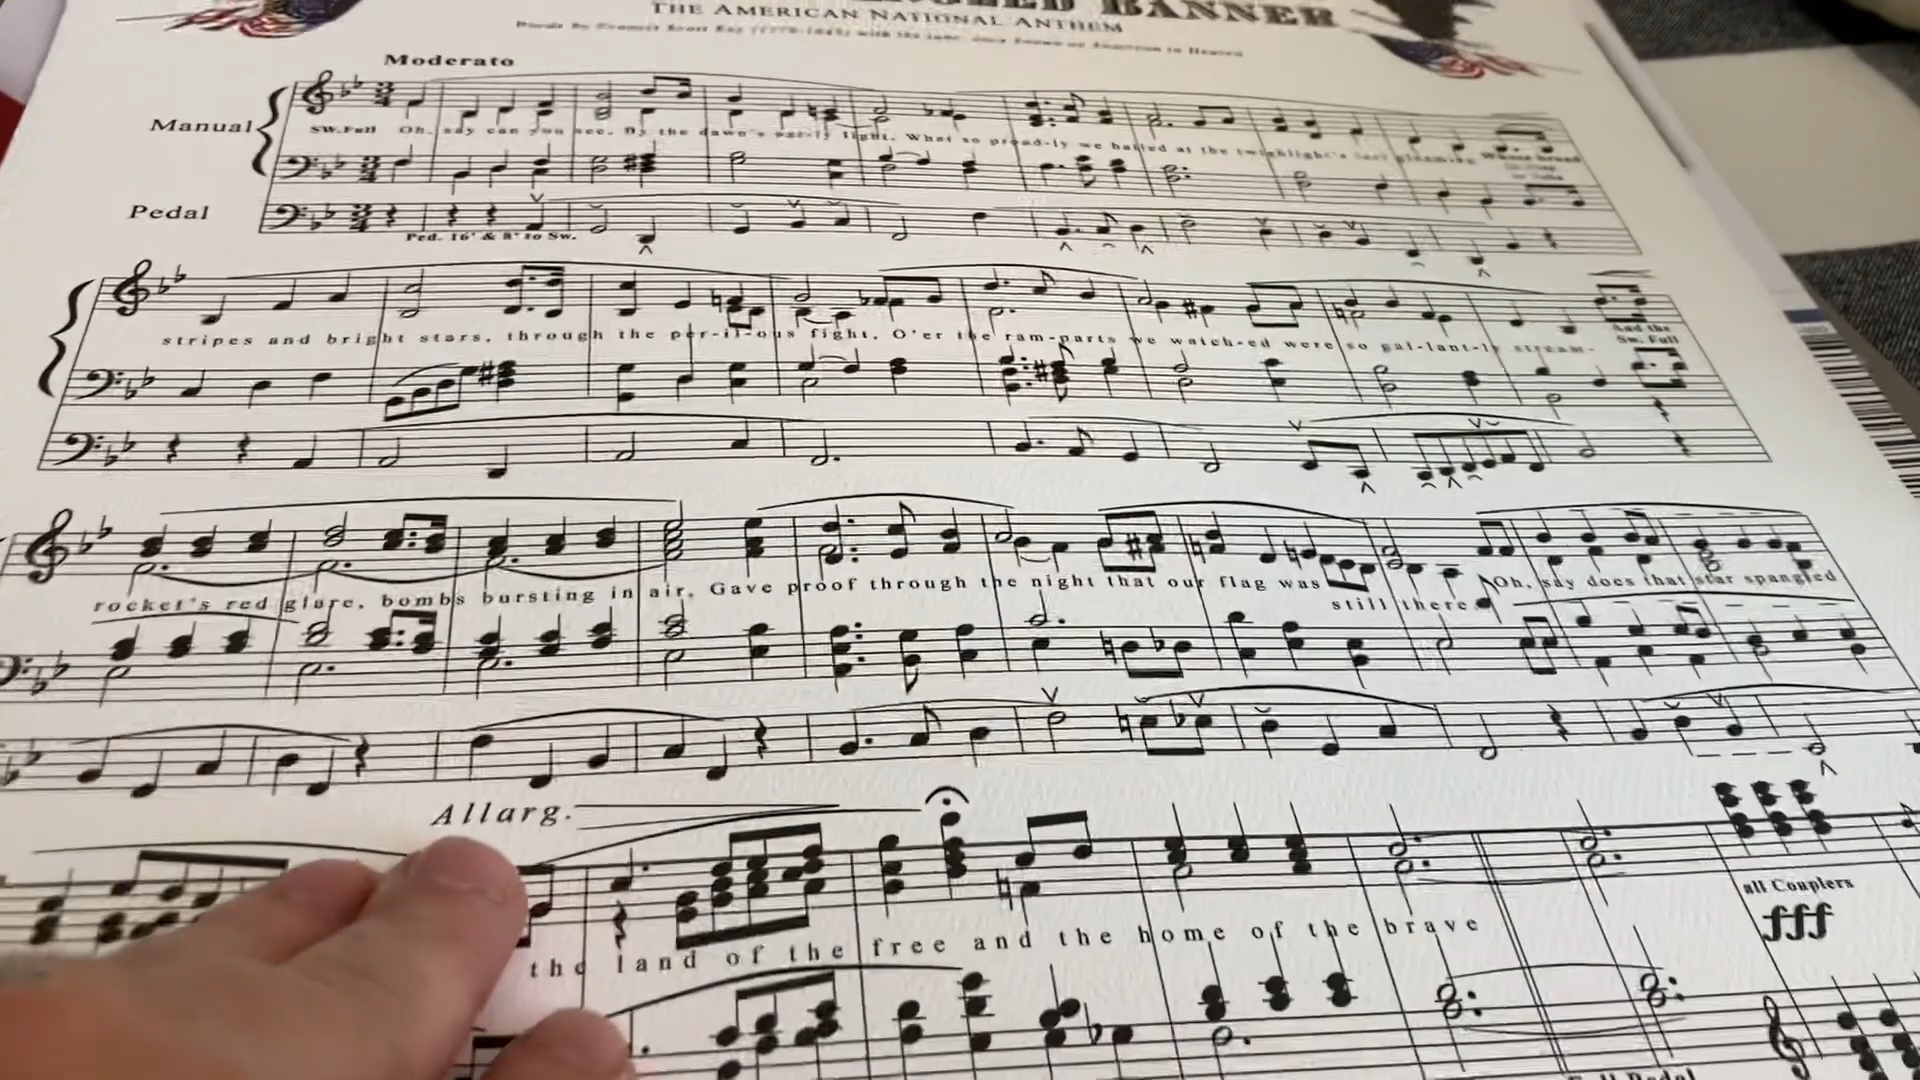 BANNER
THE AMERICAN NATIONAL ANTHEM
Moderato
Manual
SW. Full Oh, say can you see, By the dawn's ear-ly light, What so proud-ly we hailed at the twighlight's last gleaming Whose broad
Pedal
Ped. 16' & 8' to Sw.
stripes and bright stars, through the per-il-ous fight, O'er the ram-parts we watch-ed were so gal-lant-ly stream- And the
Sw. Full
rocket's red glare, bombs bursting in air, Gave proof through the night that our flag was
still there Oh, say does that star spangled
Allarg.
the land of the free and the home of the brave
all Couplers
fff